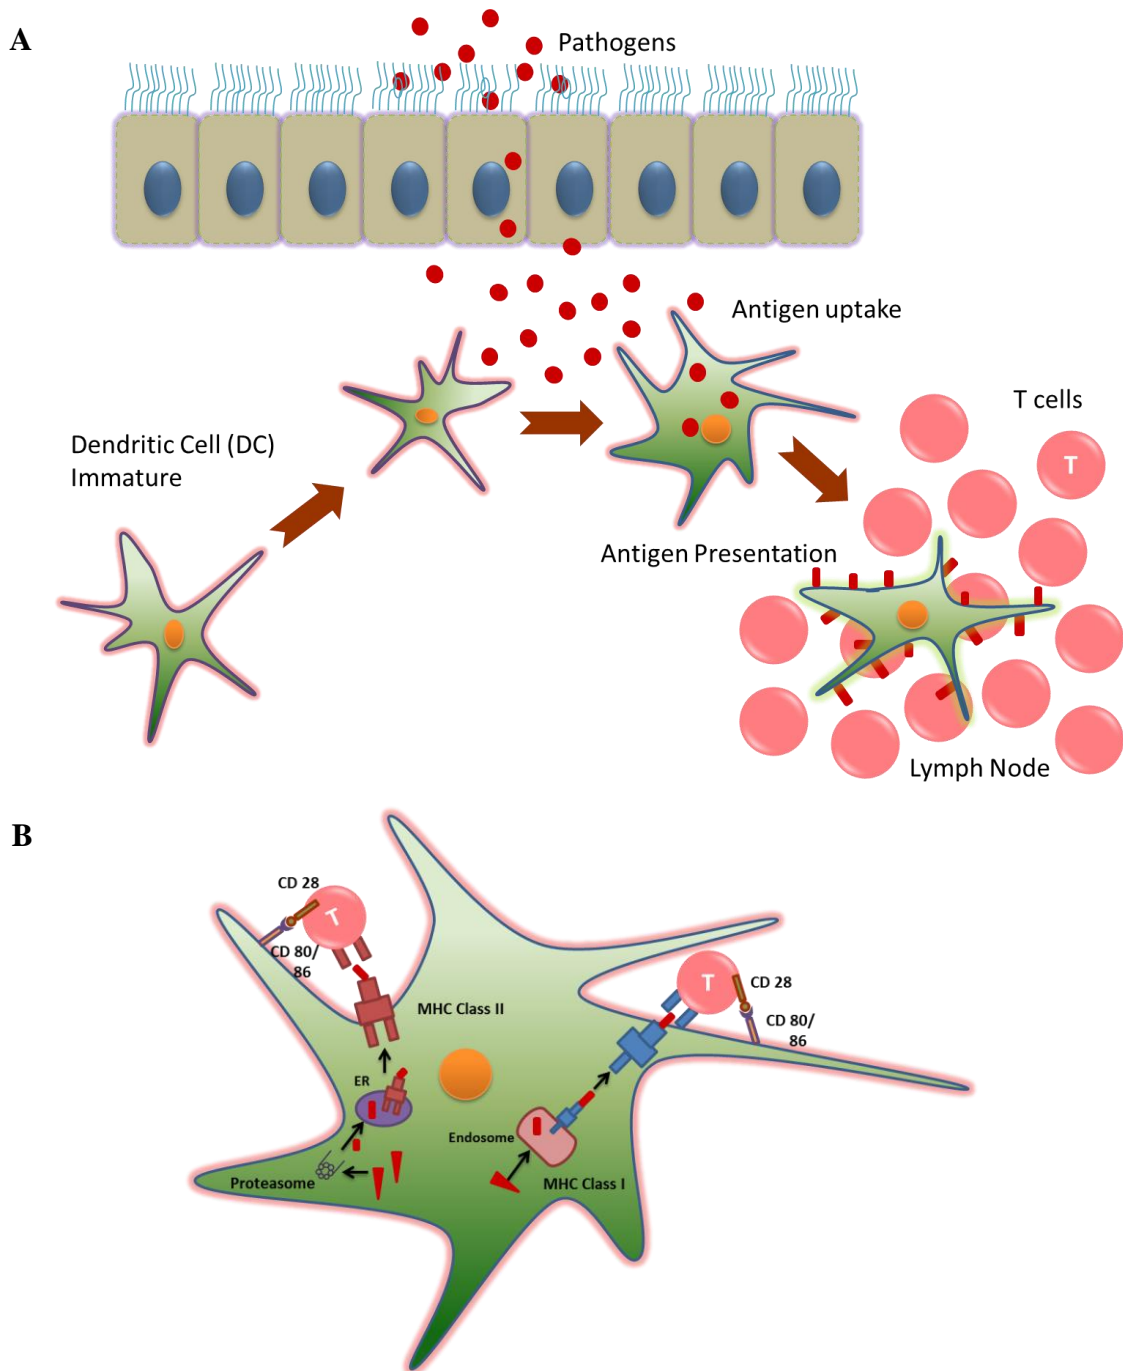 A
Pathogens
Antigen uptake
T cells
T
Dendritic Cell (DC)
Immature
Antigen Presentation
Lymph Node
B
CD 28
T
CD 80/
86
MHC Class II
T
CD 28
CD 80/
86
ER
Endosome
Proteasome
MHC Class I